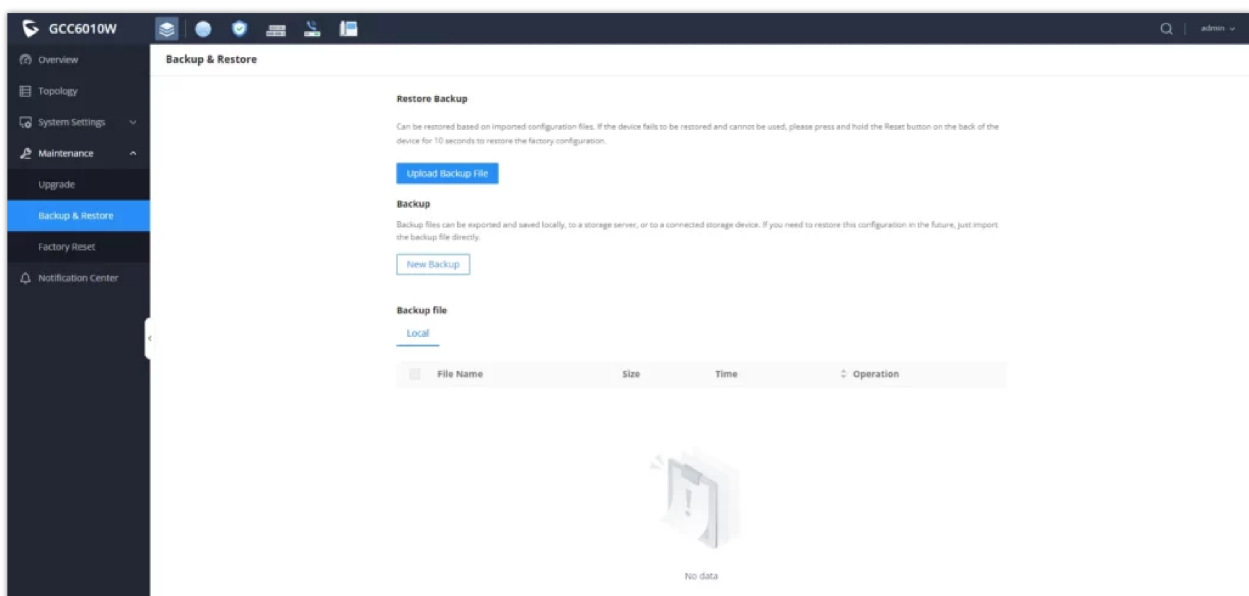 GCC6010W
admin
Overview
Topology
System Settings
Maintenance
Upgrade
Backup & Restore
Factory Reset
Notification Center
Backup & Restore
Restore Backup
Can be restored based on imported configuration files. If the device fails to be restored and cannot be used, please press and hold the Reset button on the back of the
device for 10 seconds to restore the factory configuration.
Upload Backup File
Backup
Backup files can be exported and saved locally, to a storage server, or to a connected storage device. If you need to restore this configuration in the future, just import
the backup file directly.
New Backup
Backup file
Local
File Name Size Time Operation
No data